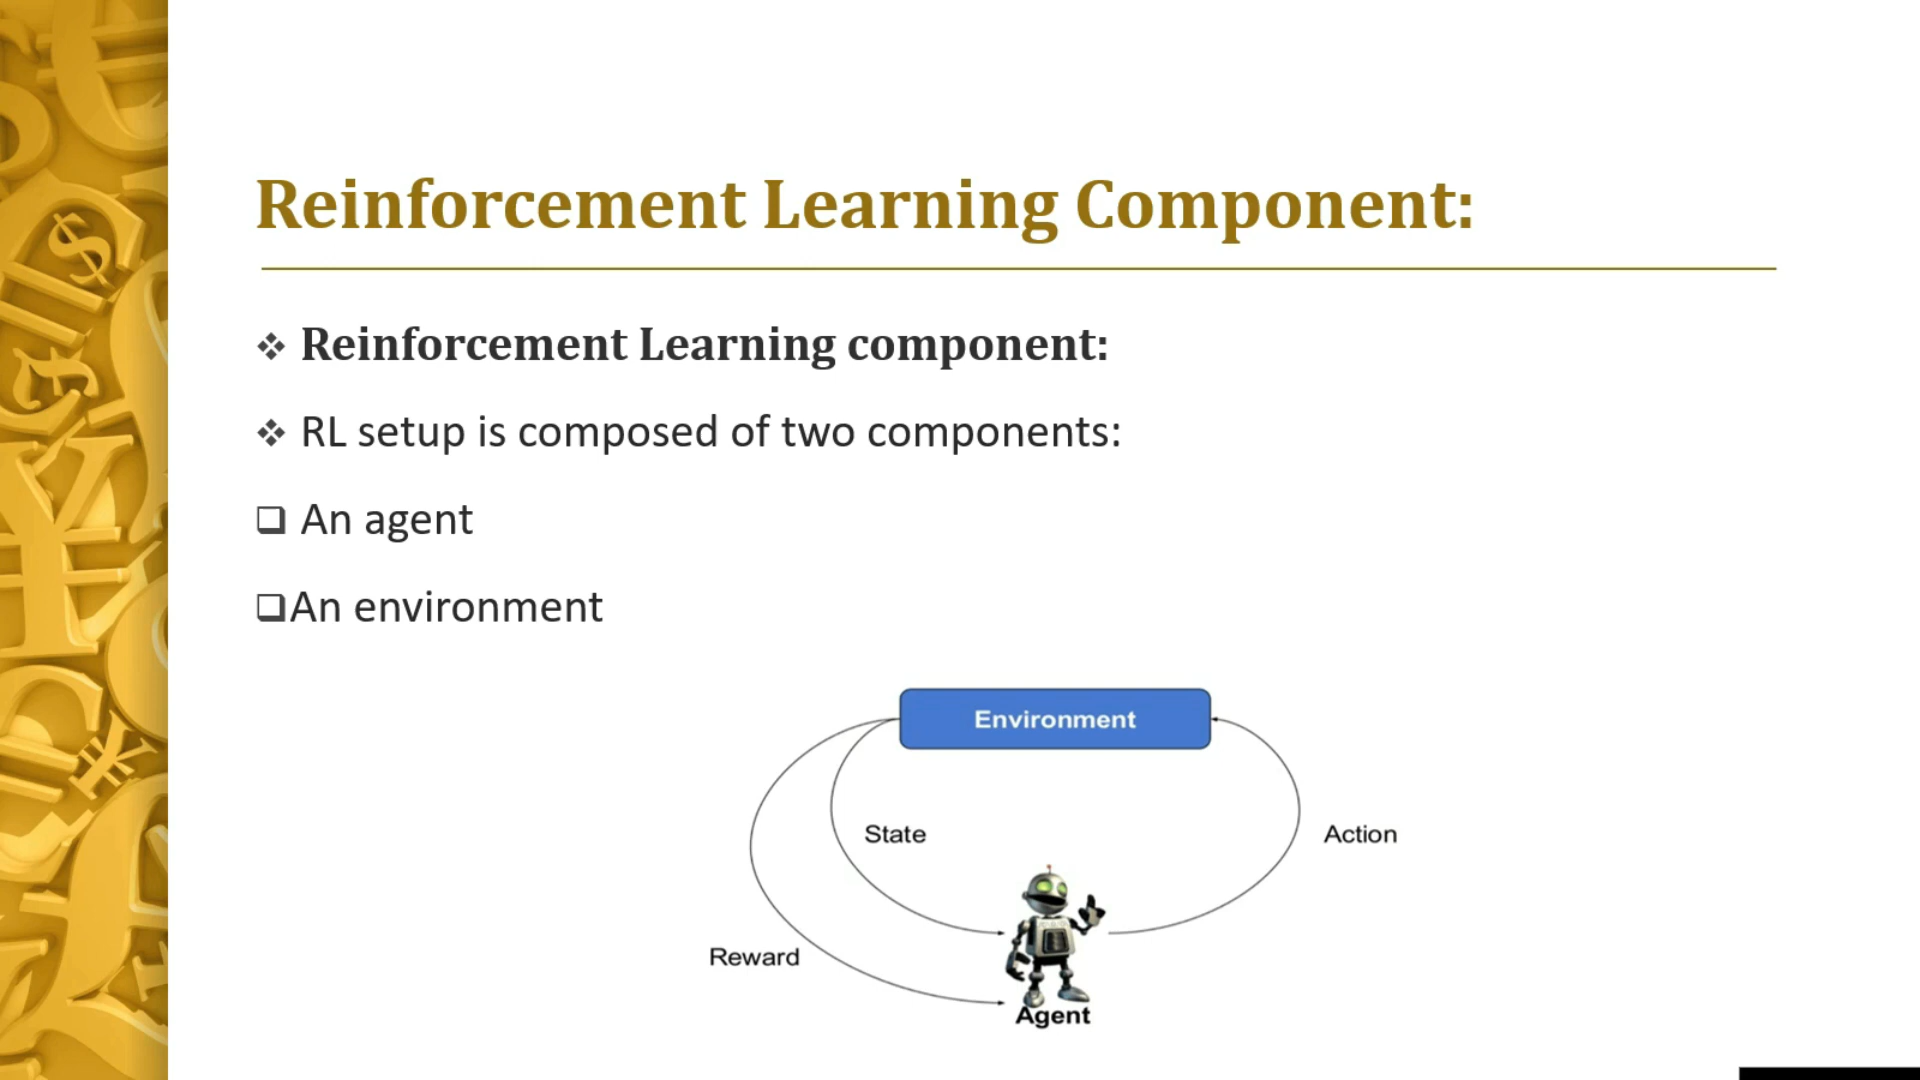 Reinforcement Learning Component:
❖ Reinforcement Learning component:
❖ RL setup is composed of two components:
❑ An agent
❑An environment
Environment
State
Action
Reward
Agent